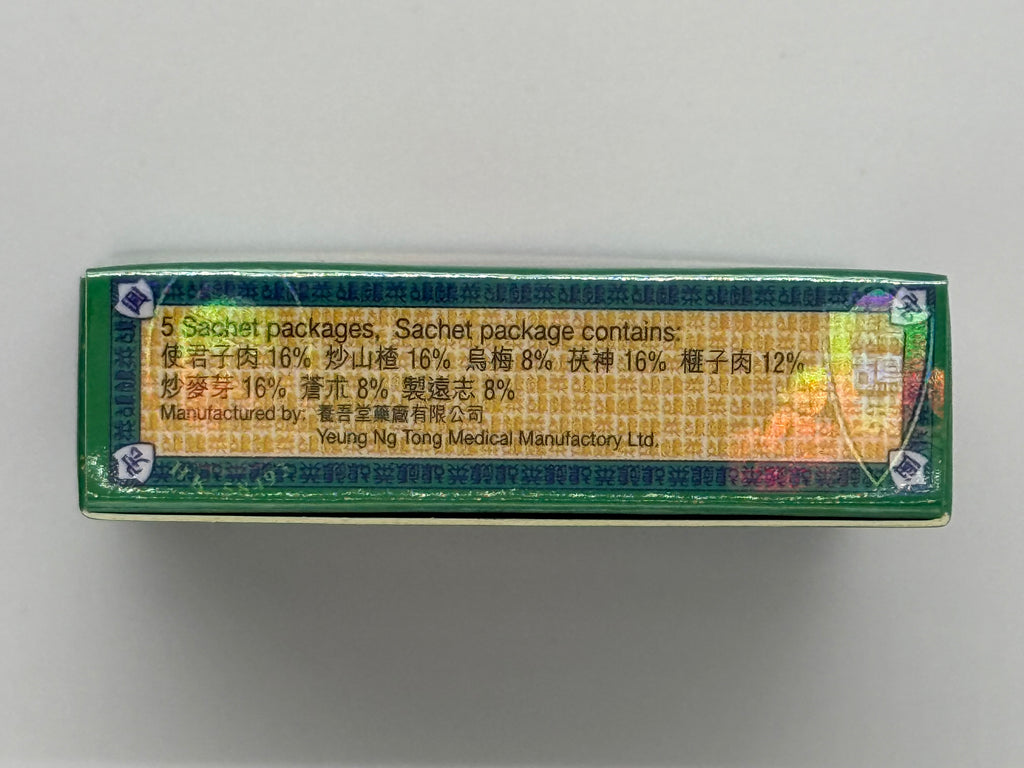 5 Sachet packages, Sachet package contains:
使君子肉 16% 炒山楂 16% 烏梅 8% 茯神 16% 榧子肉 12%
炒麥芽 16% 蒼朮 8% 製遠志 8%
Manufactured by: 養吾堂藥廠有限公司
Yeung Ng Tong Medical Manufactory Ltd.